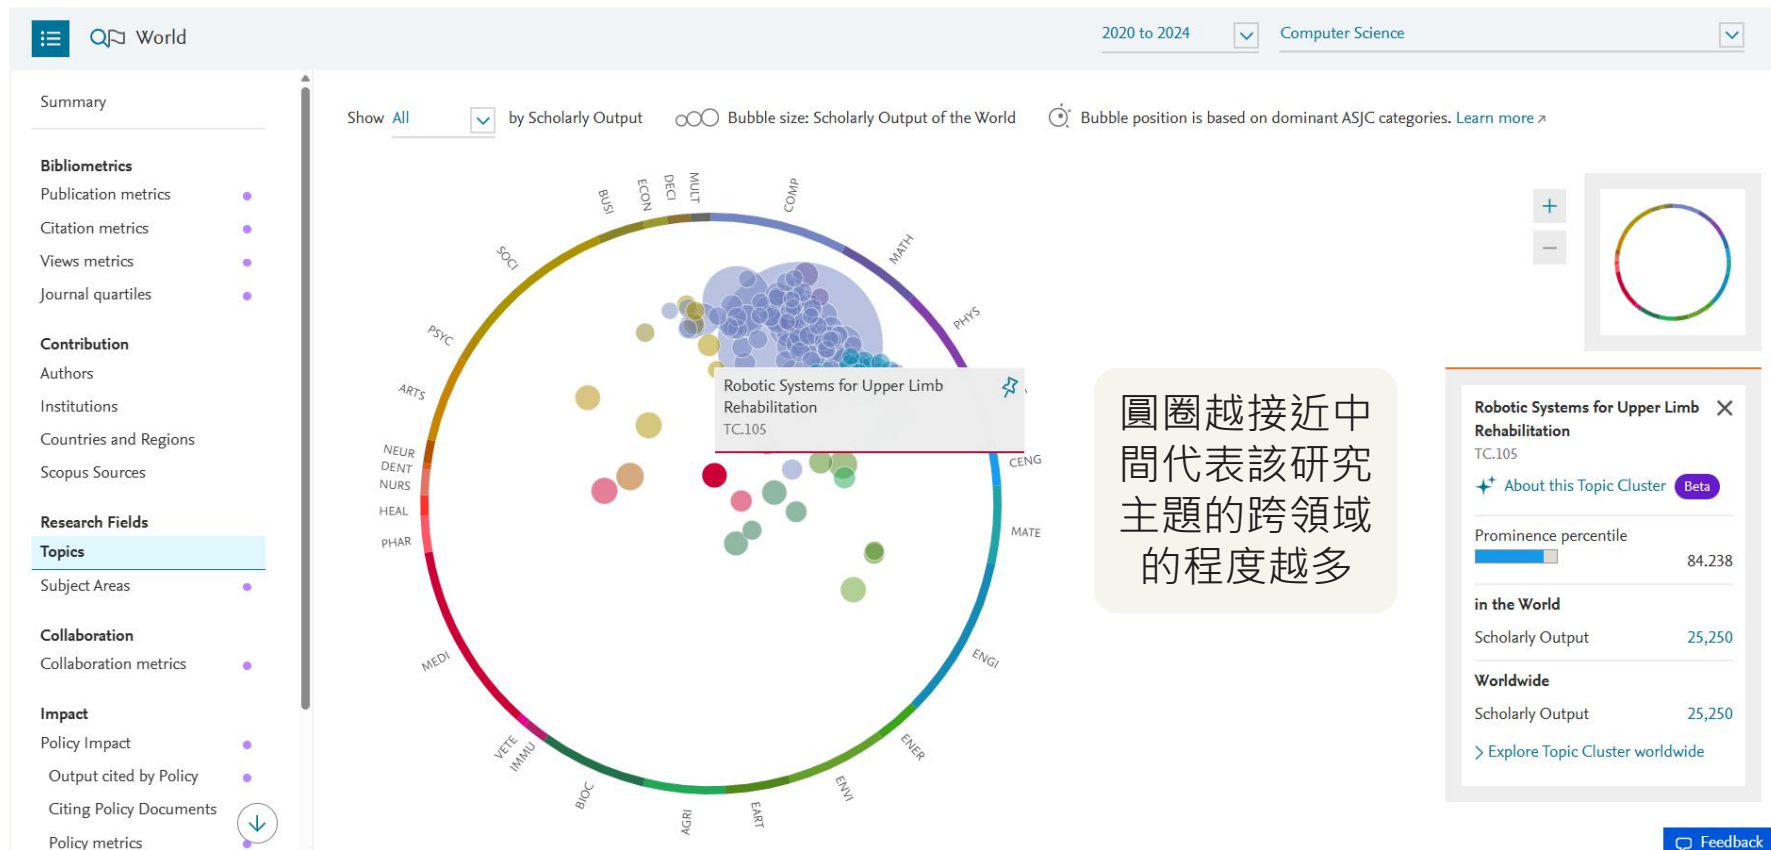 World
2020 to 2024
Computer Science
Summary
Bibliometrics
Publication metrics
Citation metrics
Views metrics
Journal quartiles
Contribution
Authors
Institutions
Countries and Regions
Scopus Sources
Research Fields
Topics
Subject Areas
Collaboration
Collaboration metrics
Impact
Policy Impact
Output cited by Policy
Citing Policy Documents
Policy metrics
Show All by Scholarly Output
Bubble size: Scholarly Output of the World
Bubble position is based on dominant ASJC categories. Learn more
BUSI
ECON
DECI
MULT
COMP
MATH
PHYS
CENG
MATE
ENGI
ENER
ENVI
EART
AGRI
BIOC
IMMU
VETE
MEDI
PHAR
HEAL
NURS
DENT
NEUR
ARTS
PSYC
SOCI
Robotic Systems for Upper Limb
Rehabilitation
TC.105
圓圈越接近中
間代表該研究
主題的跨領域
的程度越多
+
−
Robotic Systems for Upper Limb
Rehabilitation
TC.105
About this Topic Cluster Beta
Prominence percentile
84.238
in the World
Scholarly Output 25,250
Worldwide
Scholarly Output 25,250
Explore Topic Cluster worldwide
Feedback